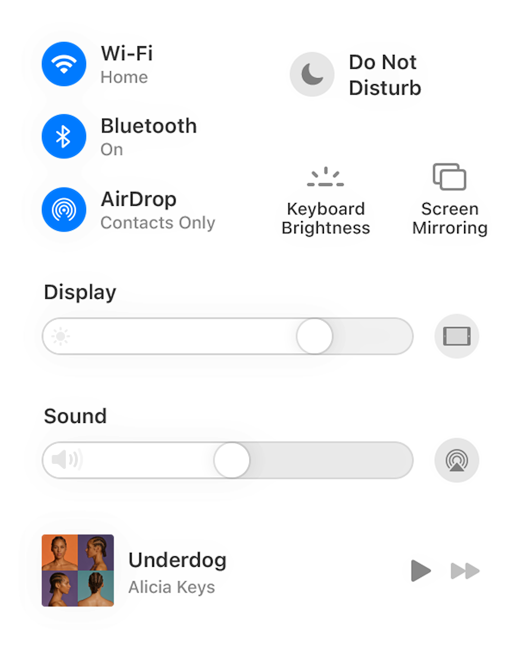 Wi-Fi
Home
Bluetooth
On
AirDrop
Contacts Only
Do Not
Disturb
Keyboard
Brightness
Screen
Mirroring
Display
Sound
Underdog
Alicia Keys